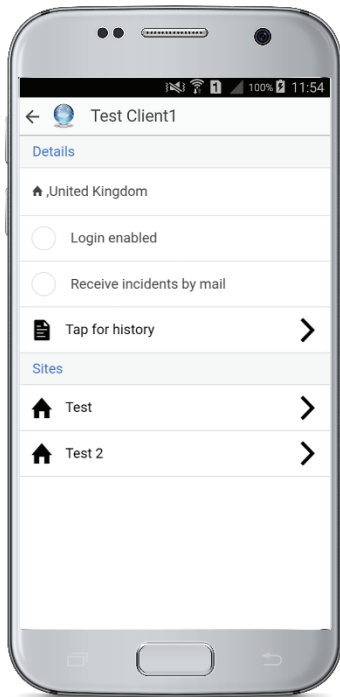 1 100% 11:54
Test Client1
Details
,United Kingdom
Login enabled
Receive incidents by mail
Tap for history
Sites
Test
Test 2